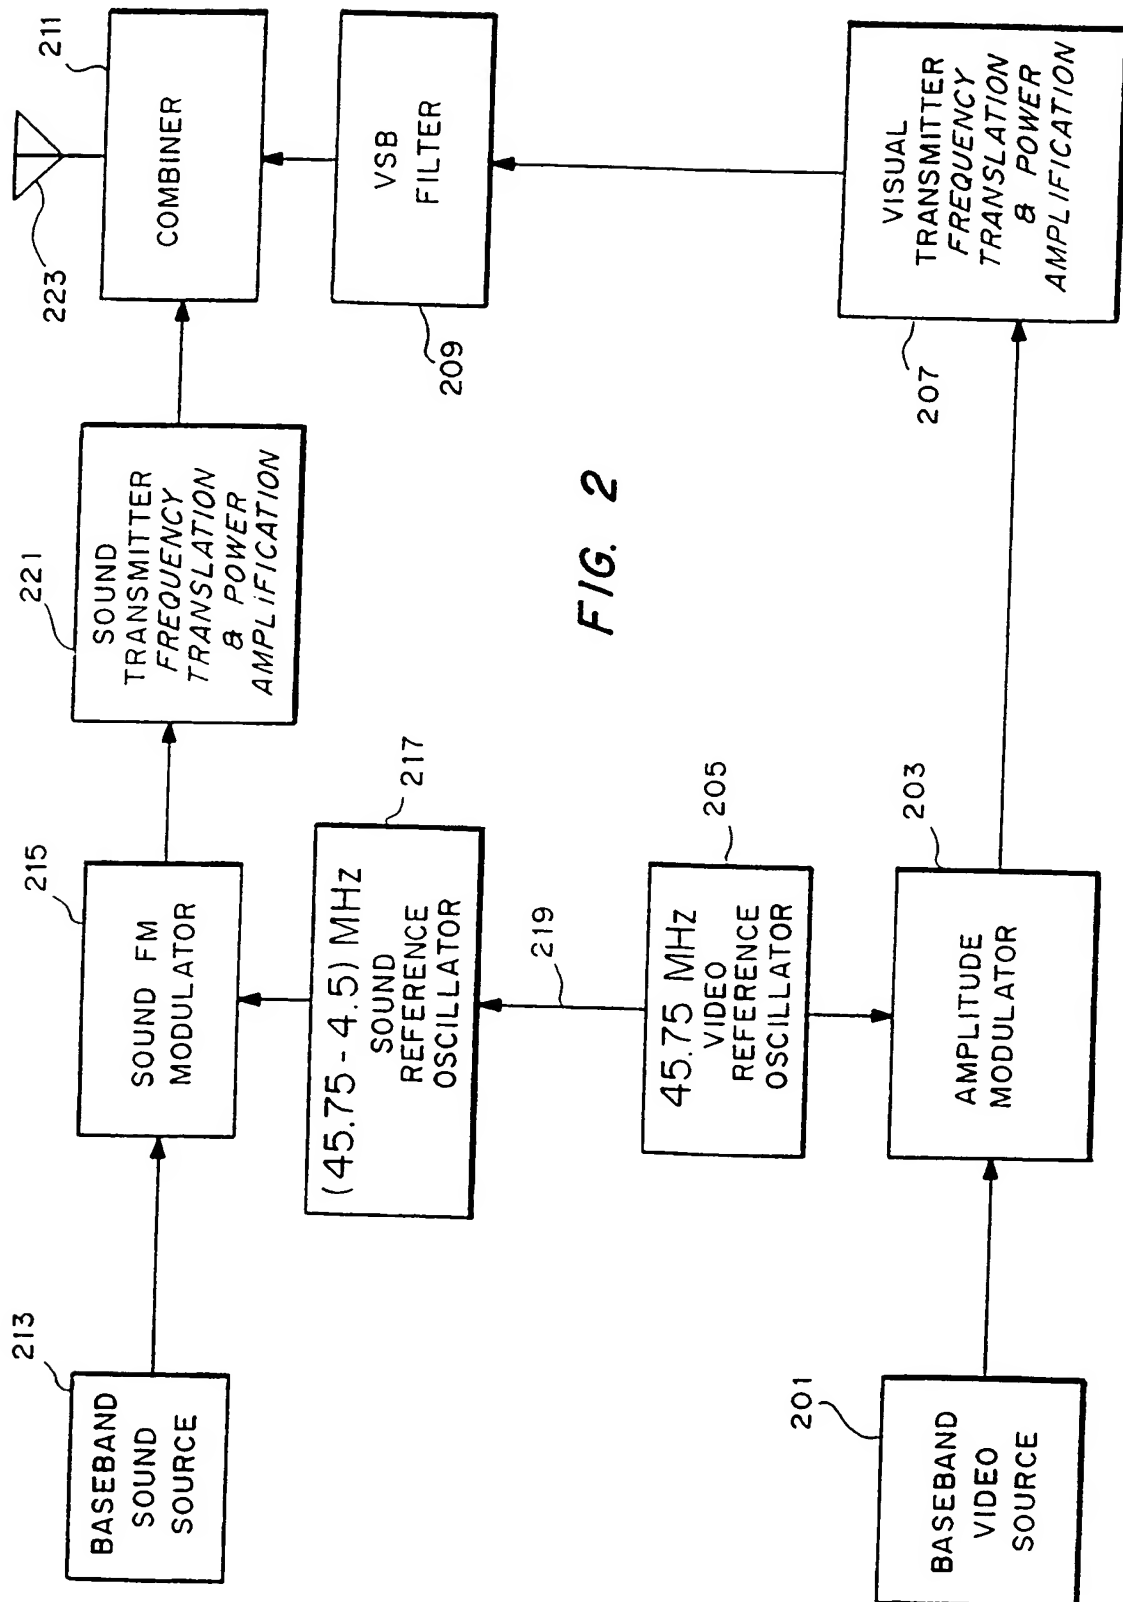 213
BASEBAND
SOUND
SOURCE
215
SOUND FM
MODULATOR
221
SOUND
TRANSMITTER
FREQUENCY
TRANSLATION
& POWER
AMPLIFICATION
223
211
COMBINER
217
(45.75 - 4.5) MHz
SOUND
REFERENCE
OSCILLATOR
209
VSB
FILTER
219
FIG. 2
205
45.75 MHz
VIDEO
REFERENCE
OSCILLATOR
201
BASEBAND
VIDEO
SOURCE
203
AMPLITUDE
MODULATOR
207
VISUAL
TRANSMITTER
FREQUENCY
TRANSLATION
& POWER
AMPLIFICATION